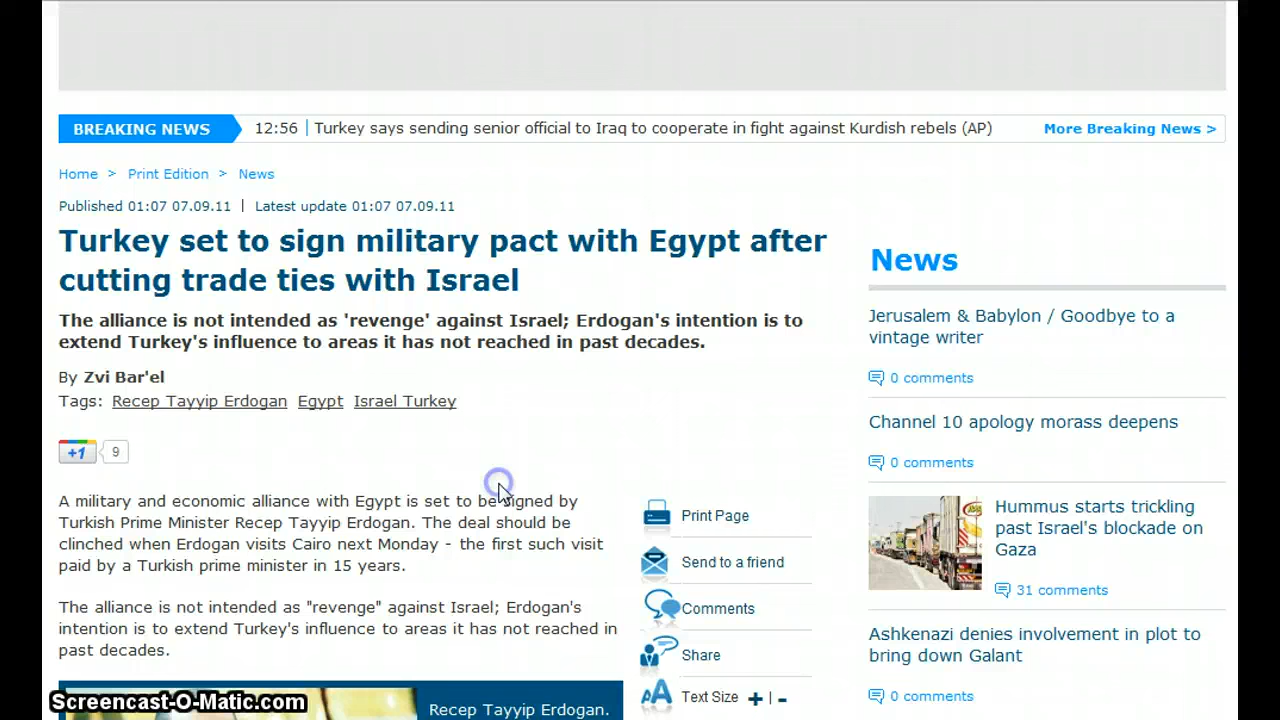 BREAKING NEWS 12:56 Turkey says sending senior official to Iraq to cooperate in fight against Kurdish rebels (AP) More Breaking News >
Home > Print Edition > News
Published 01:07 07.09.11 | Latest update 01:07 07.09.11
Turkey set to sign military pact with Egypt after
cutting trade ties with Israel
The alliance is not intended as 'revenge' against Israel; Erdogan's intention is to
extend Turkey's influence to areas it has not reached in past decades.
By Zvi Bar'el
Tags: Recep Tayyip Erdogan Egypt Israel Turkey
+1 9
A military and economic alliance with Egypt is set to be signed by
Turkish Prime Minister Recep Tayyip Erdogan. The deal should be
clinched when Erdogan visits Cairo next Monday - the first such visit
paid by a Turkish prime minister in 15 years.
The alliance is not intended as "revenge" against Israel; Erdogan's
intention is to extend Turkey's influence to areas it has not reached in
past decades.
Recep Tayyip Erdogan.
Print Page
Send to a friend
Comments
Share
Text Size + | -
News
Jerusalem & Babylon / Goodbye to a
vintage writer
0 comments
Channel 10 apology morass deepens
0 comments
Hummus starts trickling
past Israel's blockade on
Gaza
31 comments
Ashkenazi denies involvement in plot to
bring down Galant
0 comments
Screencast-O-Matic.com